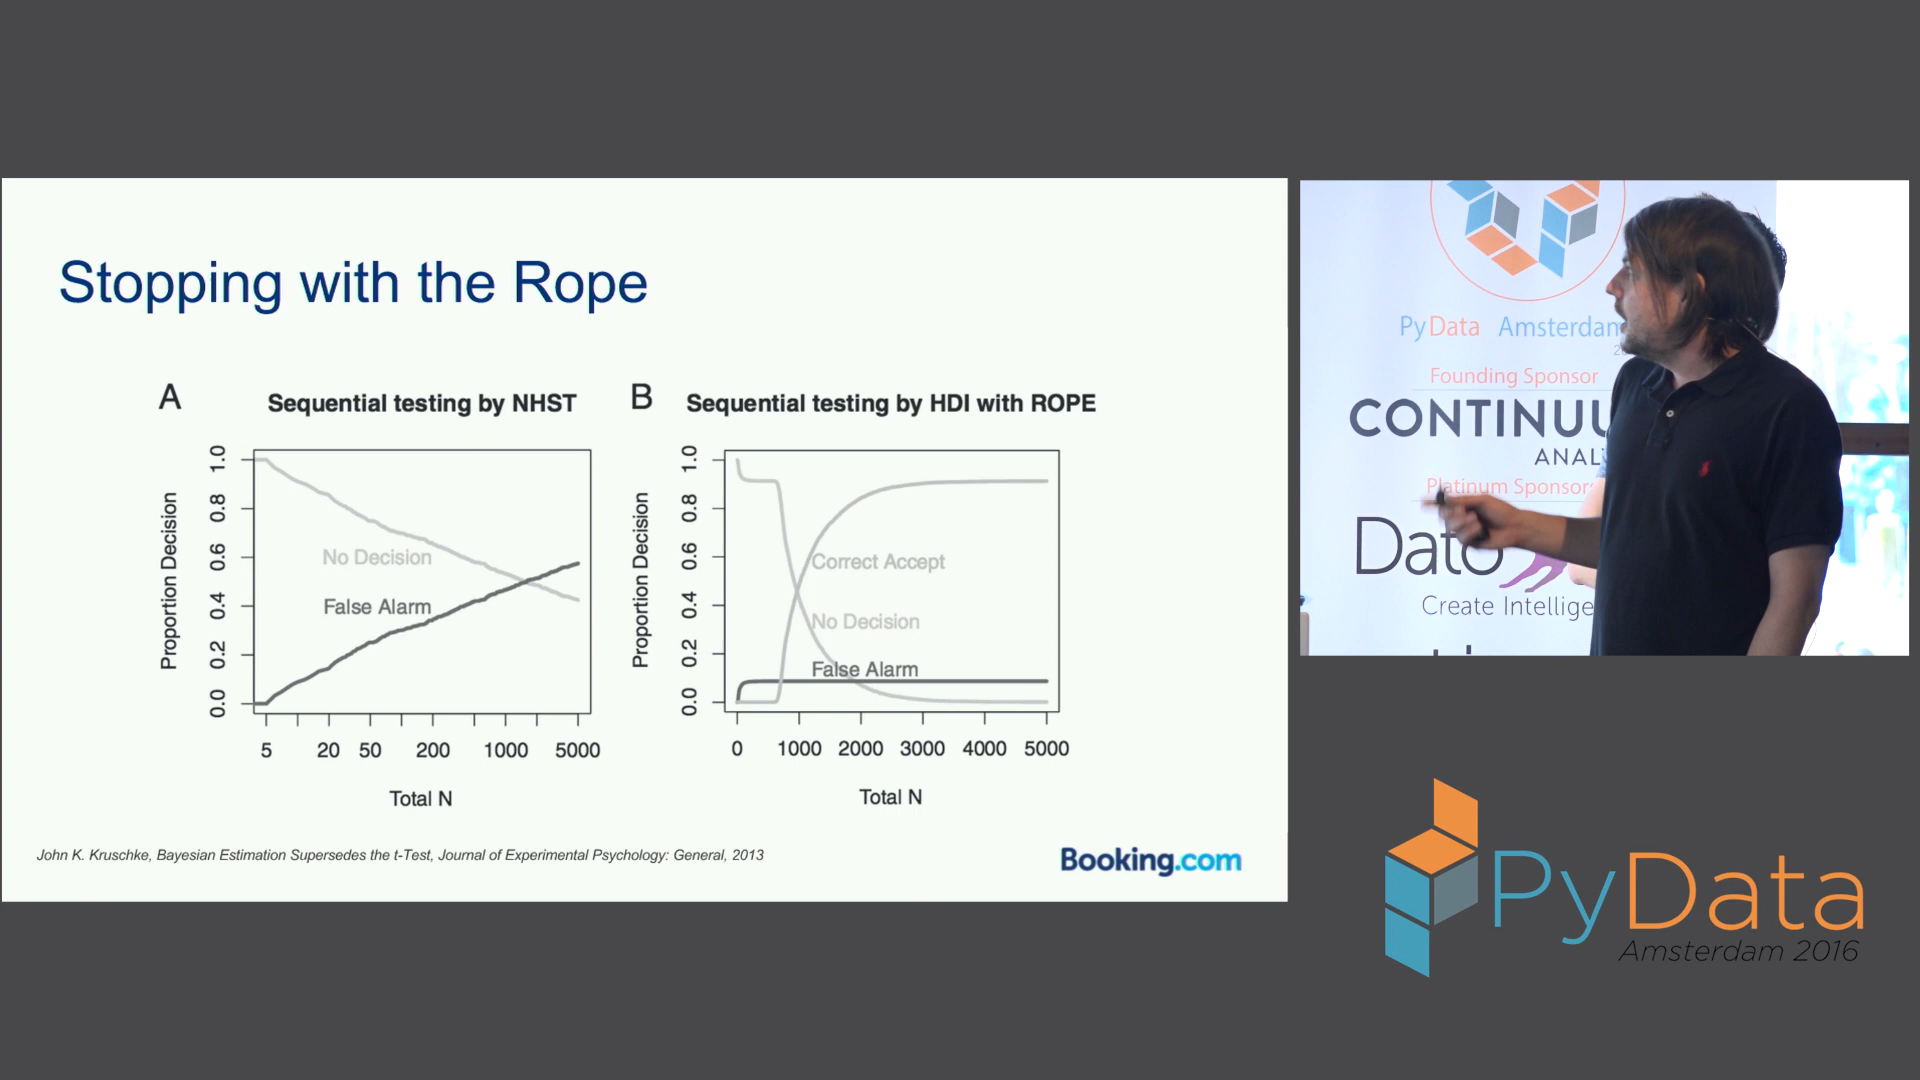 Stopping with the Rope
A
Sequential testing by NHST
Proportion Decision
1.0
0.8
0.6
0.4
0.2
0.0
No Decision
False Alarm
5 20 50 200 1000 5000
Total N
B
Sequential testing by HDI with ROPE
Proportion Decision
1.0
0.8
0.6
0.4
0.2
0.0
Correct Accept
No Decision
False Alarm
0 1000 2000 3000 4000 5000
Total N
John K. Kruschke, Bayesian Estimation Supersedes the t-Test, Journal of Experimental Psychology: General, 2013
Booking.com
PyData Amsterdam
Founding Sponsor
CONTINUU
ANAL
Platinum Sponsors
Dato
Create Intellige
PyData
Amsterdam 2016